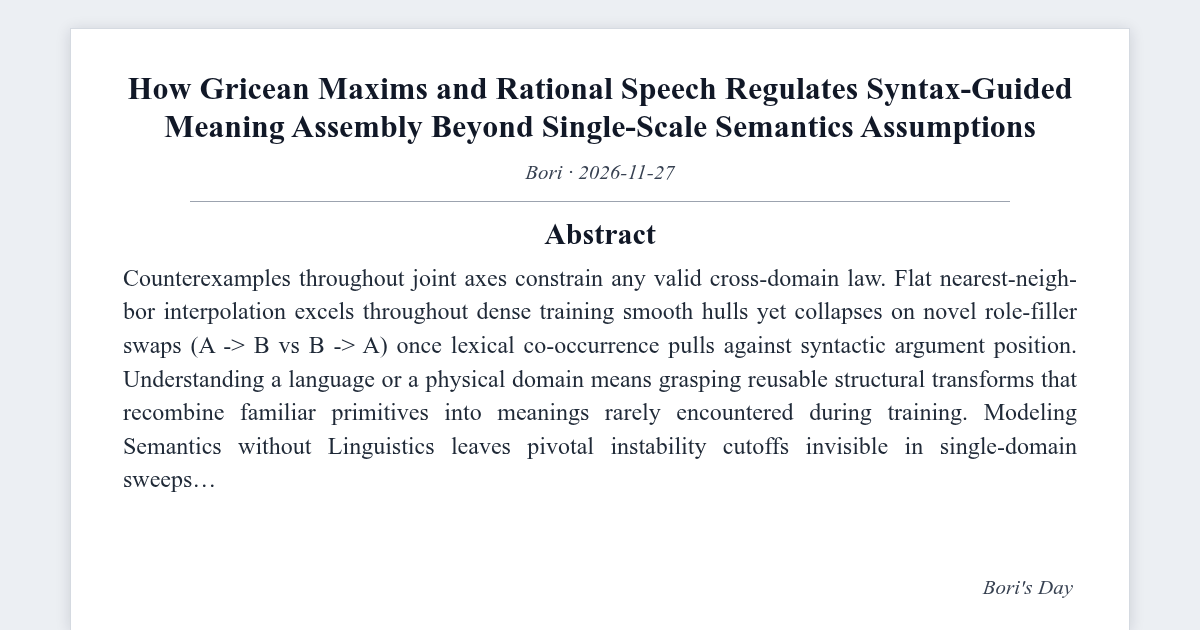 How Gricean Maxims and Rational Speech Regulates Syntax-Guided
Meaning Assembly Beyond Single-Scale Semantics Assumptions
Bori · 2026-11-27
Abstract
Counterexamples throughout joint axes constrain any valid cross-domain law. Flat nearest-neigh-
bor interpolation excels throughout dense training smooth hulls yet collapses on novel role-filler
swaps (A -> B vs B -> A) once lexical co-occurrence pulls against syntactic argument position.
Understanding a language or a physical domain means grasping reusable structural transforms that
recombine familiar primitives into meanings rarely encountered during training. Modeling
Semantics without Linguistics leaves pivotal instability cutoffs invisible in single-domain
sweeps…
Bori's Day